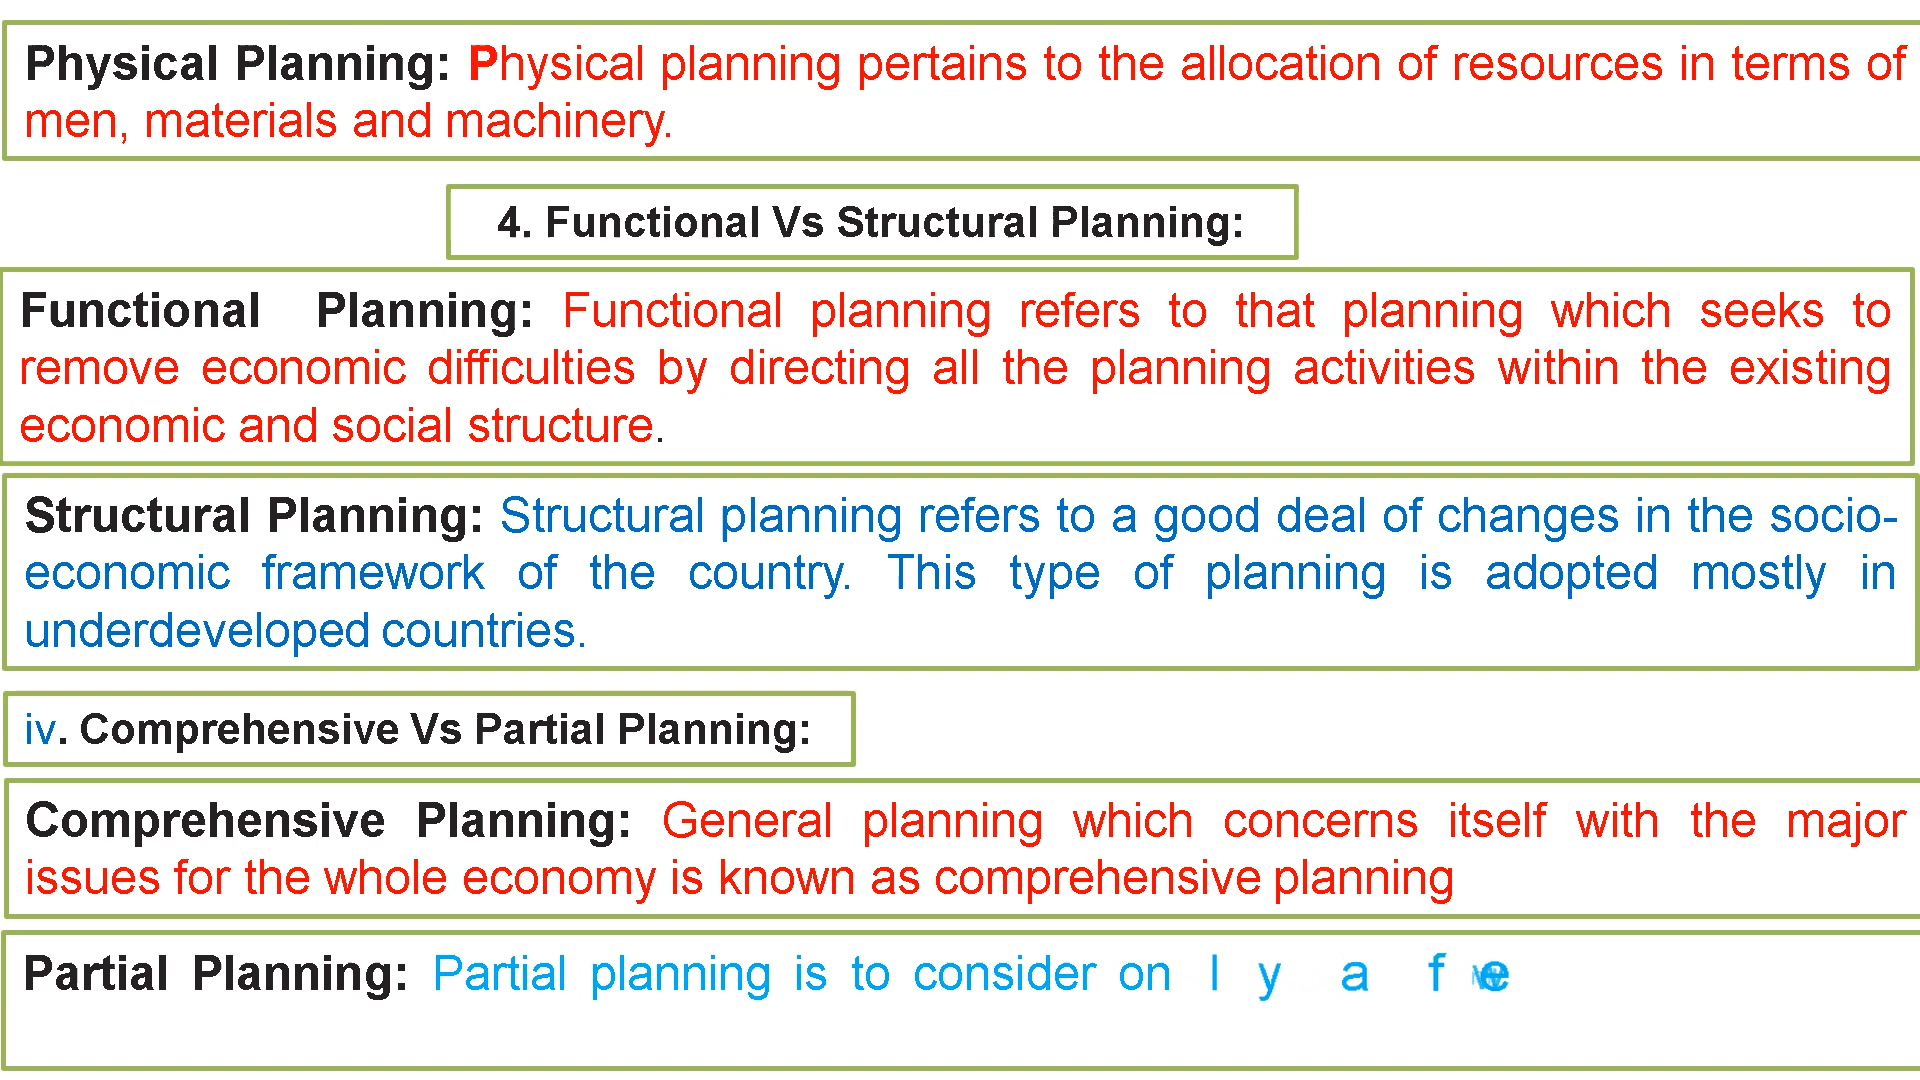 Physical Planning: Physical planning pertains to the allocation of resources in terms of
men, materials and machinery.
4. Functional Vs Structural Planning:
Functional Planning: Functional planning refers to that planning which seeks to
remove economic difficulties by directing all the planning activities within the existing
economic and social structure.
Structural Planning: Structural planning refers to a good deal of changes in the socio-
economic framework of the country. This type of planning is adopted mostly in
underdeveloped countries.
iv. Comprehensive Vs Partial Planning:
Comprehensive Planning: General planning which concerns itself with the major
issues for the whole economy is known as comprehensive planning
Partial Planning: Partial planning is to consider only a few